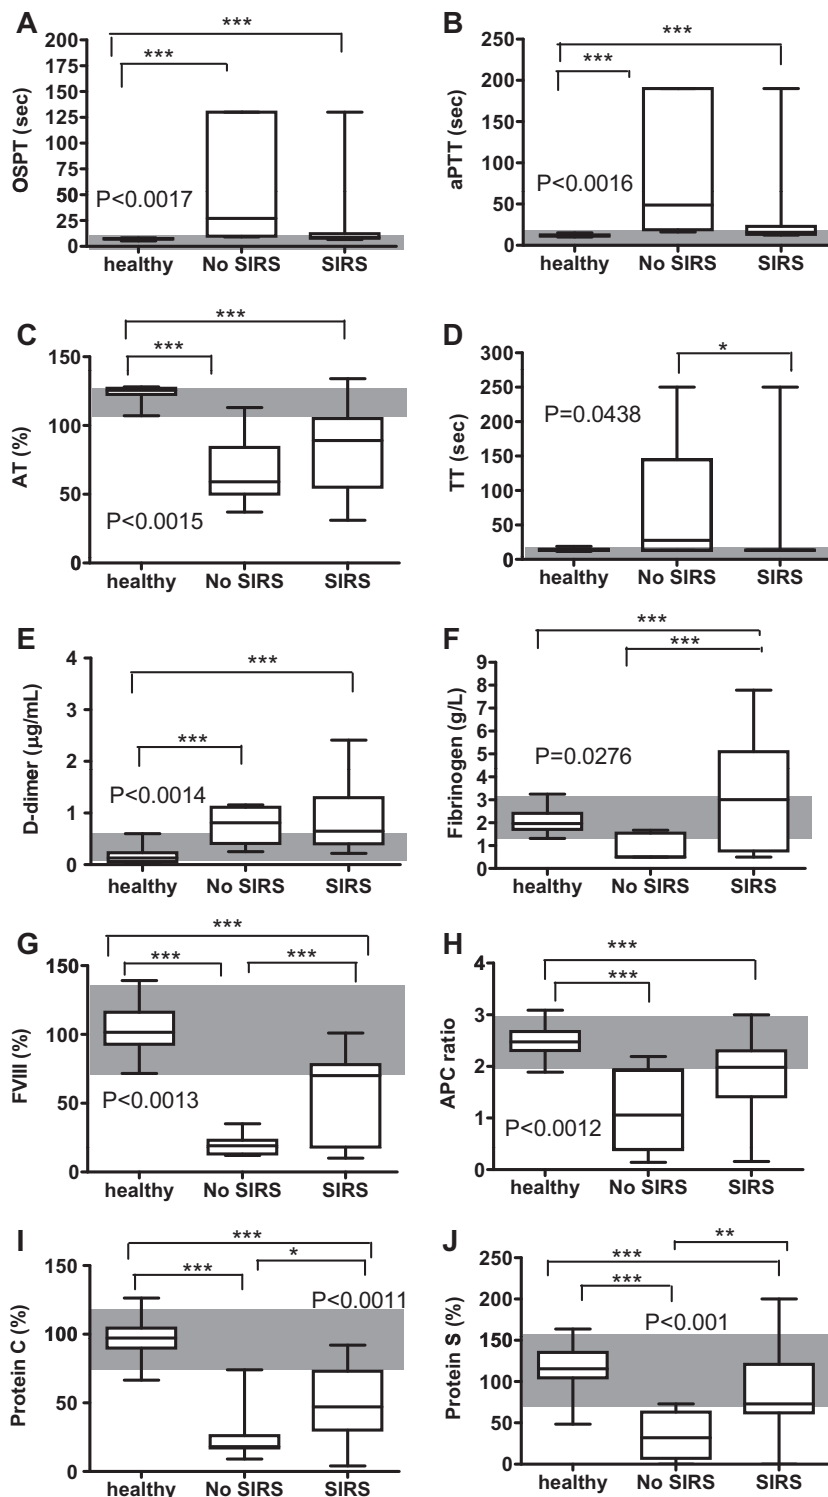 A
OSPT (sec)
200
175
150
125
100
75
50
25
0
***
***
P<0.0017
healthy No SIRS SIRS
B
aPTT (sec)
250
200
150
100
50
0
***
***
P<0.0016
healthy No SIRS SIRS
C
AT (%)
150
100
50
0
***
***
P<0.0015
healthy No SIRS SIRS
D
TT (sec)
300
250
200
150
100
50
0
*
P=0.0438
healthy No SIRS SIRS
E
D-dimer (µg/mL)
4
3
2
1
0
***
***
P<0.0014
healthy No SIRS SIRS
F
Fibrinogen (g/L)
9
8
7
6
5
4
3
2
1
0
***
***
P=0.0276
healthy No SIRS SIRS
G
FVIII (%)
150
100
50
0
***
***
***
P<0.0013
healthy No SIRS SIRS
H
APC ratio
4
3
2
1
0
***
***
P<0.0012
healthy No SIRS SIRS
I
Protein C (%)
150
100
50
0
***
***
*
P<0.0011
healthy No SIRS SIRS
J
Protein S (%)
250
200
150
100
50
0
**
***
***
P<0.001
healthy No SIRS SIRS